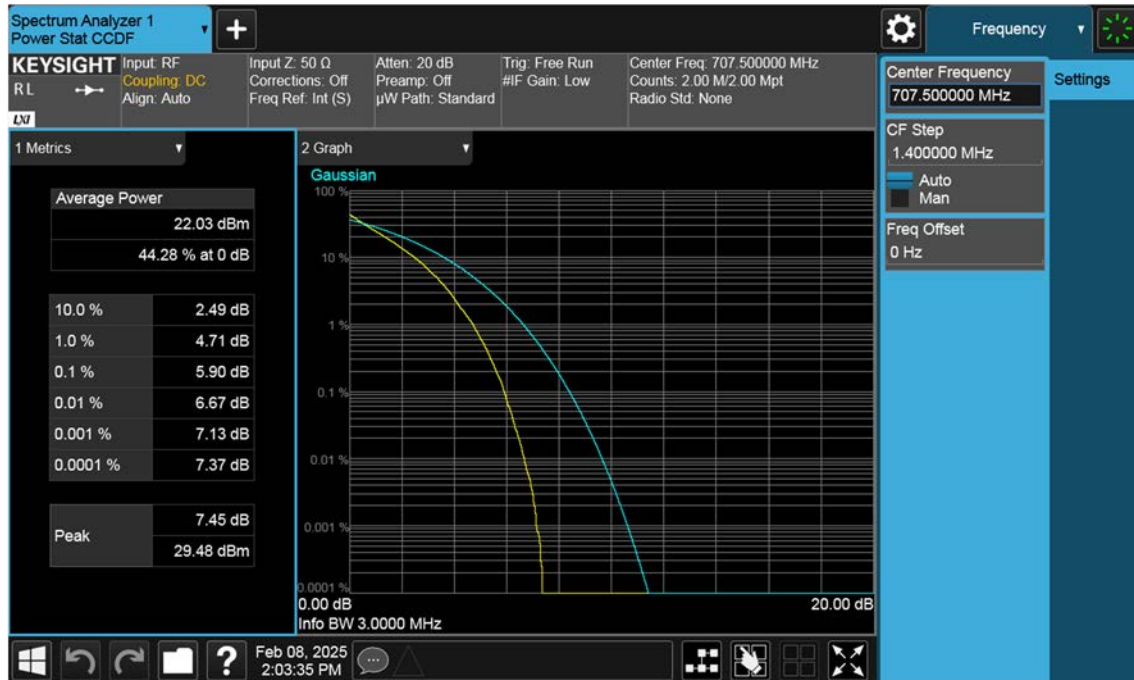 Spectrum Analyzer 1
Power Stat CCDF
+
Frequency
KEYSIGHT
RL
LXI
Input: RF
Coupling: DC
Align: Auto
Input Z: 50 Ω
Corrections: Off
Freq Ref: Int (S)
Atten: 20 dB
Preamp: Off
µW Path: Standard
Trig: Free Run
#IF Gain: Low
Center Freq: 707.500000 MHz
Counts: 2.00 M/2.00 Mpt
Radio Std: None
Center Frequency
707.500000 MHz
Settings
CF Step
1.400000 MHz
Auto
Man
Freq Offset
0 Hz
1 Metrics
Average Power
22.03 dBm
44.28 % at 0 dB
10.0 % 2.49 dB
1.0 % 4.71 dB
0.1 % 5.90 dB
0.01 % 6.67 dB
0.001 % 7.13 dB
0.0001 % 7.37 dB
Peak
7.45 dB
29.48 dBm
2 Graph
Gaussian
100 %
10 %
1 %
0.1 %
0.01 %
0.001 %
0.0001 %
0.00 dB 20.00 dB
Info BW 3.0000 MHz
?
Feb 08, 2025
2:03:35 PM